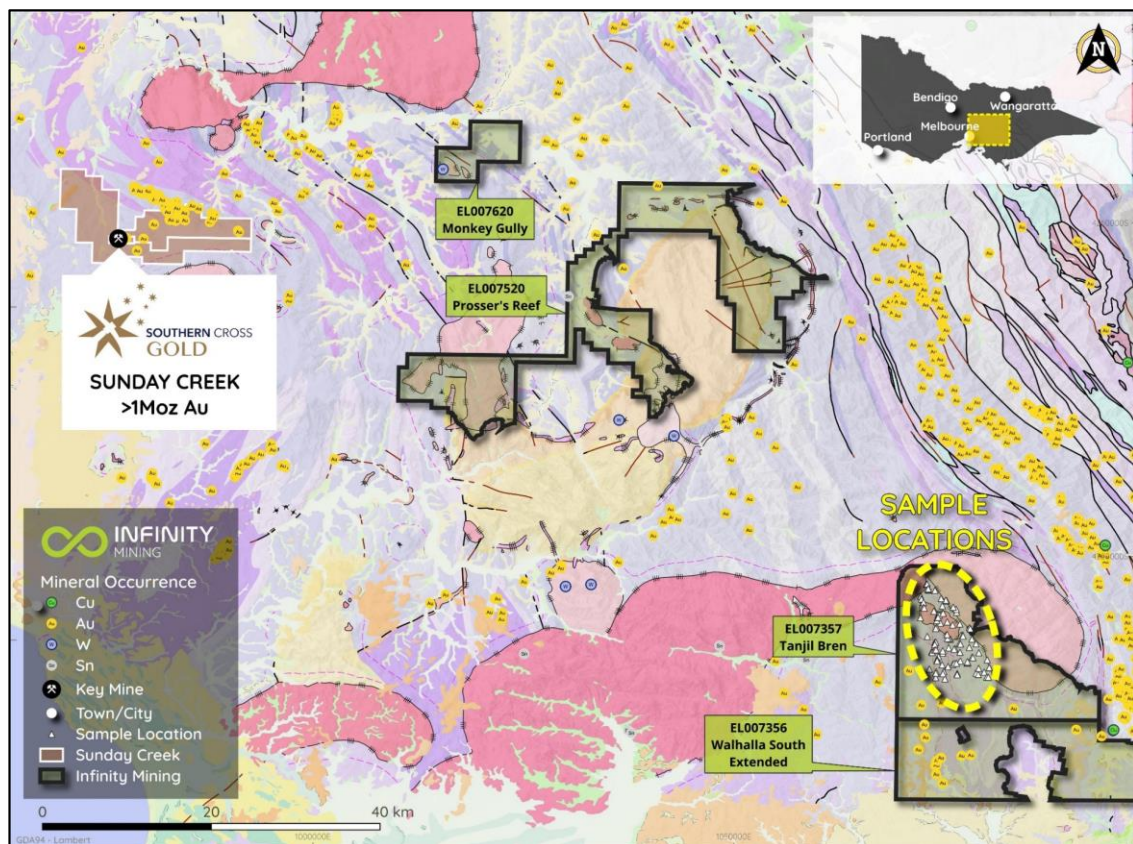 N
Bendigo
Wangaratta
Melbourne
Portland
EL007620
Monkey Gully
EL007520
Prosser's Reef
SOUTHERN CROSS
GOLD
SUNDAY CREEK
>1Moz Au
SAMPLE
LOCATIONS
EL007357
Tanjil Bren
EL007356
Walhalla South
Extended
INFINITY
MINING
Mineral Occurrence
Cu
Au
W
Sn
Key Mine
Town/City
Sample Location
Sunday Creek
Infinity Mining
0 20 40 km
1000000E
GDA94 - Lambert